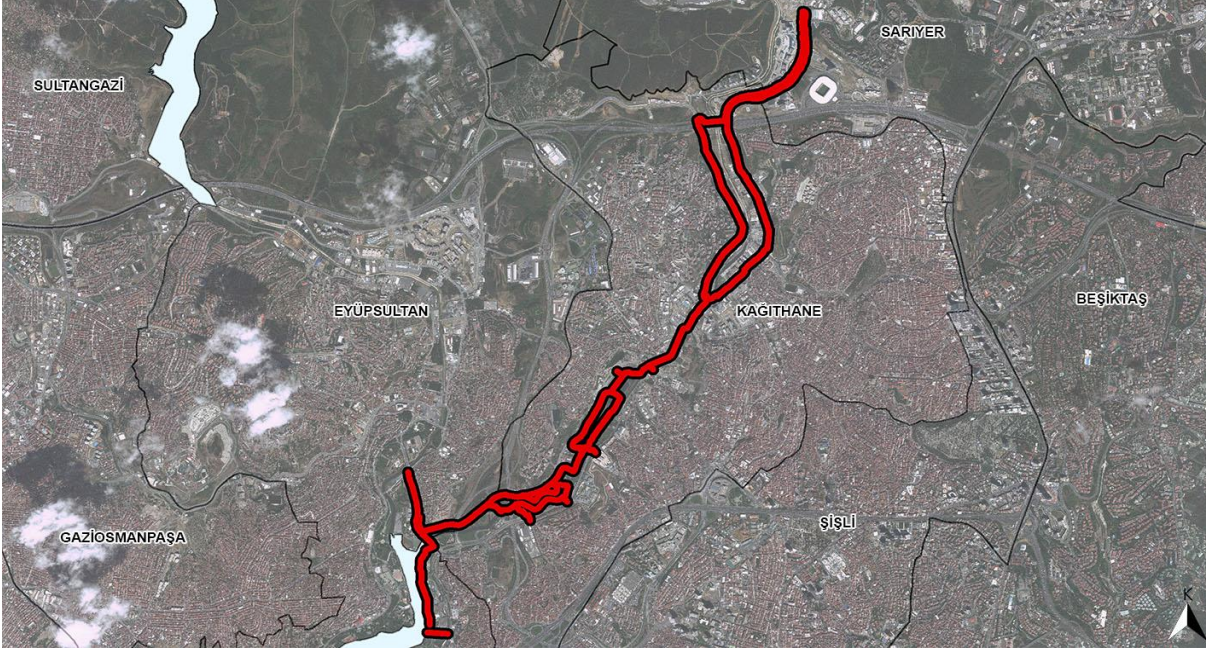 SARIYER
SULTANGAZİ
BEŞİKTAŞ
EYÜPSULTAN
KAĞITHANE
ŞİŞLİ
GAZİOSMANPAŞA
K